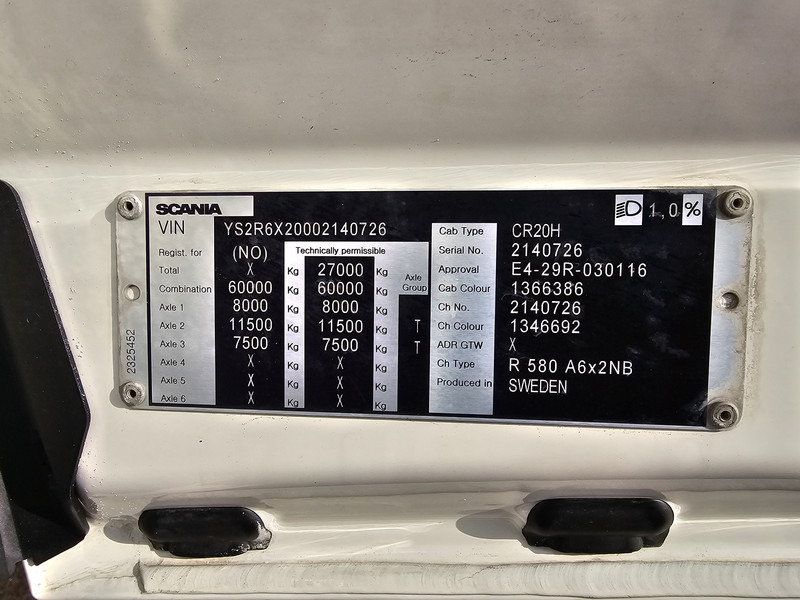 SCANIA 1,0%
VIN YS2R6X20002140726
Regist. for (NO) Technically permissible
Total X Kg 27000 Kg Axle Group
Combination 60000 Kg 60000 Kg
Axle 1 8000 Kg 8000 Kg
Axle 2 11500 Kg 11500 Kg T
Axle 3 7500 Kg 7500 Kg T
Axle 4 X Kg X Kg
Axle 5 X Kg X Kg
Axle 6 X Kg X Kg
Cab Type CR20H
Serial No. 2140726
Approval E4-29R-030116
Cab Colour 1366386
Ch No. 2140726
Ch Colour 1346692
ADR GTW X
Ch Type R 580 A6x2NB
Produced in SWEDEN
2325452